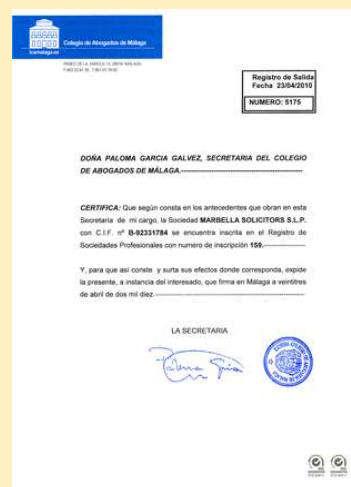 Colegio de Abogados de Málaga
icamalaga.es
Registro de Salida
Fecha 23/04/2010
NUMERO: 5175
DOÑA PALOMA GARCIA GALVEZ, SECRETARIA DEL COLEGIO
DE ABOGADOS DE MÁLAGA.
CERTIFICA: Que según consta en los antecedentes que obran en esta
Secretaria de mi cargo, la Sociedad MARBELLA SOLICITORS S.L.P.
con C.I.F. nº B-92331784 se encuentra inscrita en el Registro de
Sociedades Profesionales con numero de inscripción 159.
Y, para que así conste y surta sus efectos donde corresponda, expide
la presente, a instancia del interesado, que firma en Málaga a veintitres
de abril de dos mil diez.
LA SECRETARIA